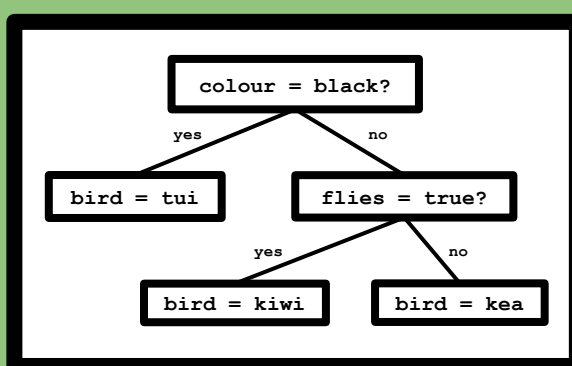 colour = black?
yes
no
bird = tui
flies = true?
yes
no
bird = kiwi
bird = kea